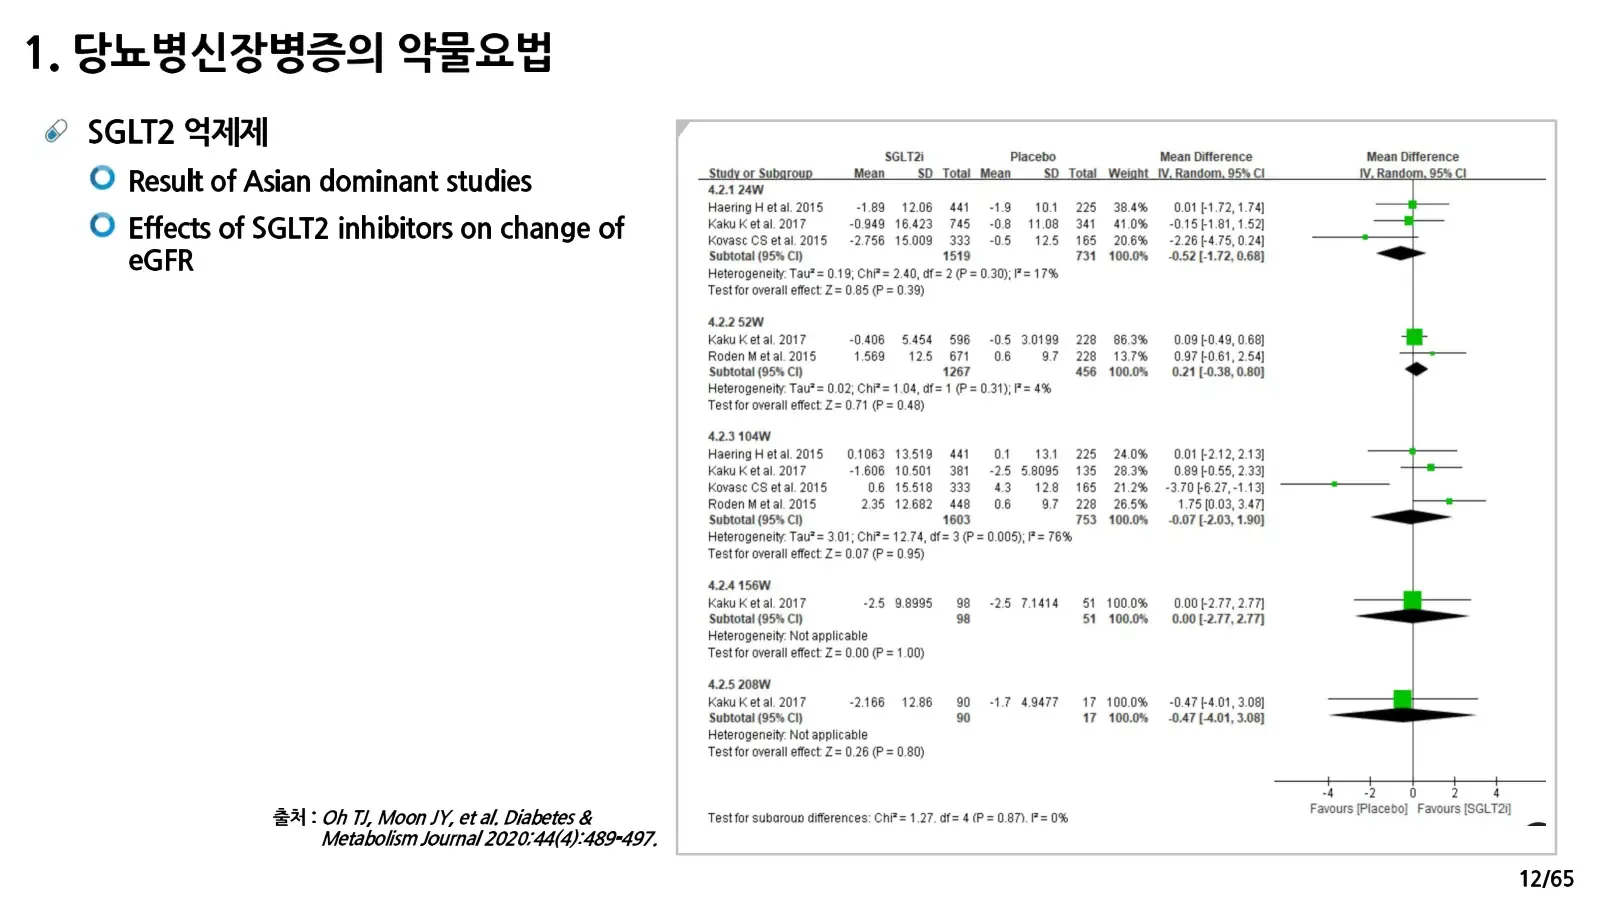 1. 당뇨병신장병증의 약물요법
SGLT2 억제제
Result of Asian dominant studies
Effects of SGLT2 inhibitors on change of
eGFR
출처 : Oh TJ, Moon JY, et al. Diabetes &
Metabolism Journal 2020;44(4):489-497.
SGLT2i Placebo Mean Difference Mean Difference
Study or Subgroup Mean SD Total Mean SD Total Weight IV, Random, 95% CI IV, Random, 95% CI
4.2.1 24W
Haering H et al. 2015 -1.89 12.06 441 -1.9 10.1 225 38.4% 0.01 [-1.72, 1.74]
Kaku K et al. 2017 -0.949 16.423 745 -0.8 11.08 341 41.0% -0.15 [-1.81, 1.52]
Kovasc CS et al. 2015 -2.756 15.009 333 -0.5 12.5 165 20.6% -2.26 [-4.75, 0.24]
Subtotal (95% CI) 1519 731 100.0% -0.52 [-1.72, 0.68]
Heterogeneity: Tau² = 0.19; Chi² = 2.40, df = 2 (P = 0.30); I² = 17%
Test for overall effect: Z = 0.85 (P = 0.39)
4.2.2 52W
Kaku K et al. 2017 -0.406 5.454 596 -0.5 3.0199 228 86.3% 0.09 [-0.49, 0.68]
Roden M et al. 2015 1.569 12.5 671 0.6 9.7 228 13.7% 0.97 [-0.61, 2.54]
Subtotal (95% CI) 1267 456 100.0% 0.21 [-0.38, 0.80]
Heterogeneity: Tau² = 0.02; Chi² = 1.04, df = 1 (P = 0.31); I² = 4%
Test for overall effect: Z = 0.71 (P = 0.48)
4.2.3 104W
Haering H et al. 2015 0.1063 13.519 441 0.1 13.1 225 24.0% 0.01 [-2.12, 2.13]
Kaku K et al. 2017 -1.606 10.501 381 -2.5 5.8095 135 28.3% 0.89 [-0.55, 2.33]
Kovasc CS et al. 2015 0.6 15.518 333 4.3 12.8 165 21.2% -3.70 [-6.27, -1.13]
Roden M et al. 2015 2.35 12.682 448 0.6 9.7 228 26.5% 1.75 [0.03, 3.47]
Subtotal (95% CI) 1603 753 100.0% -0.07 [-2.03, 1.90]
Heterogeneity: Tau² = 3.01; Chi² = 12.74, df = 3 (P = 0.005); I² = 76%
Test for overall effect: Z = 0.07 (P = 0.95)
4.2.4 156W
Kaku K et al. 2017 -2.5 9.8995 98 -2.5 7.1414 51 100.0% 0.00 [-2.77, 2.77]
Subtotal (95% CI) 98 51 100.0% 0.00 [-2.77, 2.77]
Heterogeneity: Not applicable
Test for overall effect: Z = 0.00 (P = 1.00)
4.2.5 208W
Kaku K et al. 2017 -2.166 12.86 90 -1.7 4.9477 17 100.0% -0.47 [-4.01, 3.08]
Subtotal (95% CI) 90 17 100.0% -0.47 [-4.01, 3.08]
Heterogeneity: Not applicable
Test for overall effect: Z = 0.26 (P = 0.80)
-4 -2 0 2 4
Favours [Placebo] Favours [SGLT2i]
Test for subgroup differences: Chi² = 1.27, df = 4 (P = 0.87), I² = 0%
12/65